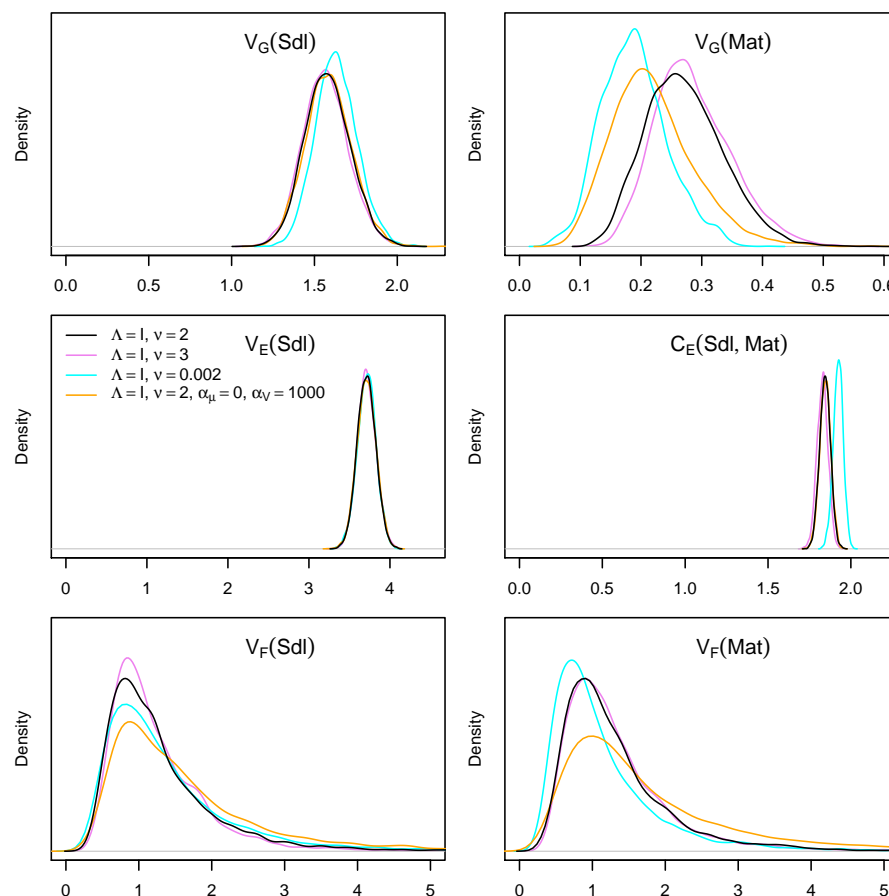 V_G(Sdl)
Density
0.0 0.5 1.0 1.5 2.0
V_G(Mat)
Density
0.0 0.1 0.2 0.3 0.4 0.5 0.6
V_E(Sdl)
Λ = I, ν = 2
Λ = I, ν = 3
Λ = I, ν = 0.002
Λ = I, ν = 2, α_μ = 0, α_V = 1000
Density
0 1 2 3 4
C_E(Sdl, Mat)
Density
0.0 0.5 1.0 1.5 2.0
V_F(Sdl)
Density
0 1 2 3 4 5
V_F(Mat)
Density
0 1 2 3 4 5